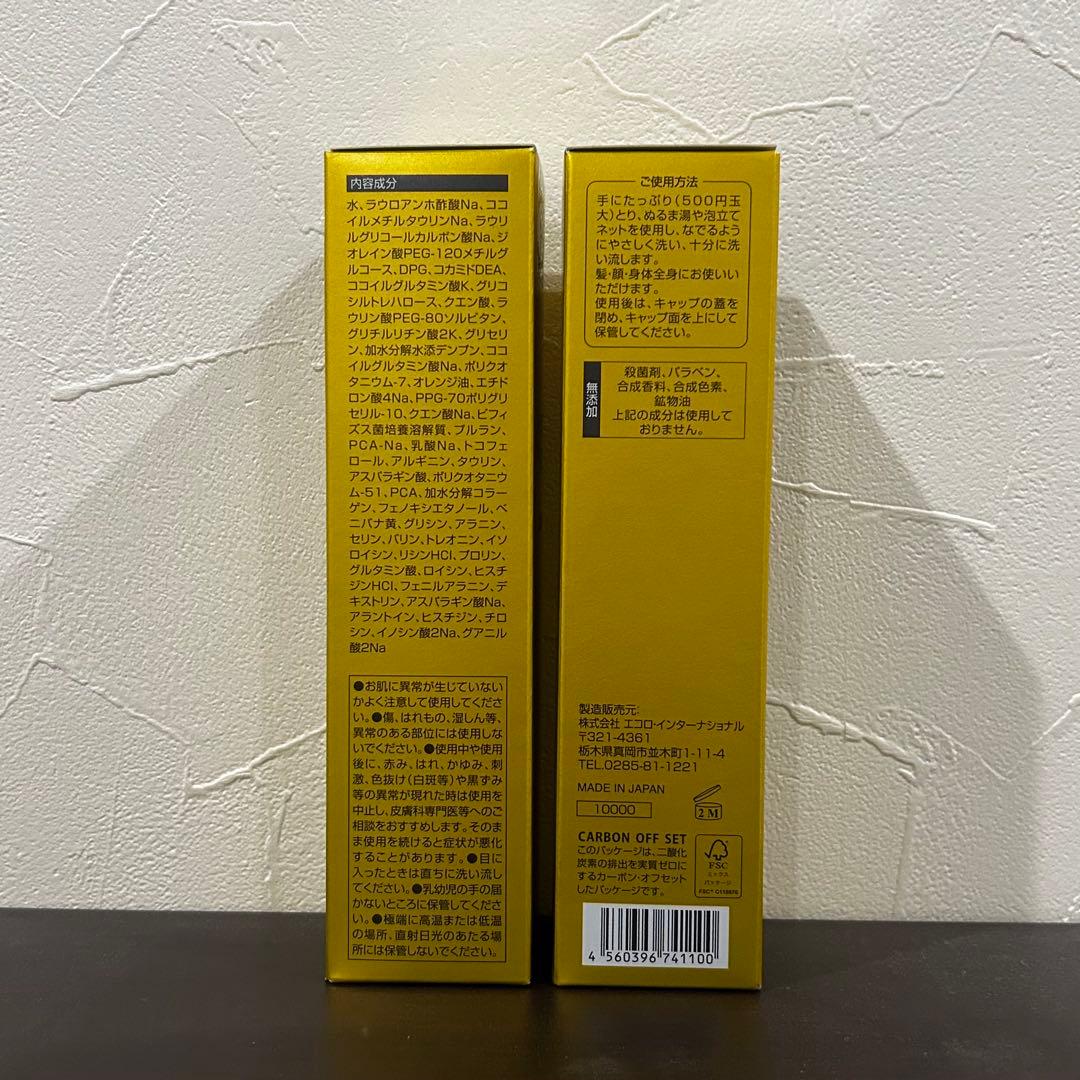 内容成分
水、ラウロアンホ酢酸Na、ココ
イルメチルタウリンNa、ラウリ
ルグリコールカルボン酸Na、ジ
オレイン酸PEG-120メチルグ
ルコース、DPG、コカミドDEA、
ココイルグルタミン酸K、グリコ
シルトレハロース、クエン酸、ラ
ウリン酸PEG-80ソルビタン、
グリチルリチン酸2K、グリセリ
ン、加水分解水添デンプン、ココ
イルグルタミン酸Na、ポリクオ
タニウム-7、オレンジ油、エチド
ロン酸4Na、PPG-70ポリグリ
セリル-10、クエン酸Na、ビフィ
ズス菌培養溶解質、プルラン、
PCA-Na、乳酸Na、トコフェ
ロール、アルギニン、タウリン、
アスパラギン酸、ポリクオタニウ
ム-51、PCA、加水分解コラー
ゲン、フェノキシエタノール、ベ
ニバナ黄、グリシン、アラニン、
セリン、バリン、トレオニン、イソ
ロイシン、リシンHCl、プロリン、
グルタミン酸、ロイシン、ヒスチ
ジンHCl、フェニルアラニン、デ
キストリン、アスパラギン酸Na、
アラントイン、ヒスチジン、チロ
シン、イノシン酸2Na、グアニル
酸2Na
●お肌に異常が生じていない
かよく注意して使用してくださ
い。●傷、はれもの、湿しん等、
異常のある部位には使用しな
いでください。●使用中や使用
後に、赤み、はれ、かゆみ、刺
激、色抜け(白斑等)や黒ずみ
等の異常が現れた時は使用を
中止し、皮膚科専門医等へのご
相談をおすすめします。そのま
ま使用を続けると症状が悪化
することがあります。●目に
入ったときは直ちに洗い流し
てください。●乳幼児の手の届
かないところに保管してくださ
い。●極端に高温または低温
の場所、直射日光のあたる場
所には保管しないでください。
ご使用方法
手にたっぷり(500円玉
大)とり、ぬるま湯や泡立て
ネットを使用し、なでるよう
にやさしく洗い、十分に洗
い流します。
髪・顔・身体全身にお使いい
ただけます。
使用後は、キャップの蓋を
閉め、キャップ面を上にして
保管してください。
無添加
殺菌剤、パラベン、
合成香料、合成色素、
鉱物油
上記の成分は使用して
おりません。
製造販売元:
株式会社 エコロ・インターナショナル
〒321-4361
栃木県真岡市並木町1-11-4
TEL.0285-81-1221
MADE IN JAPAN
10000
2 M
CARBON OFF SET
このパッケージは、二酸化
炭素の排出を実質ゼロに
するカーボン・オフセット
したパッケージです。
FSC
ミックス
パッケージ
4 560396 741100